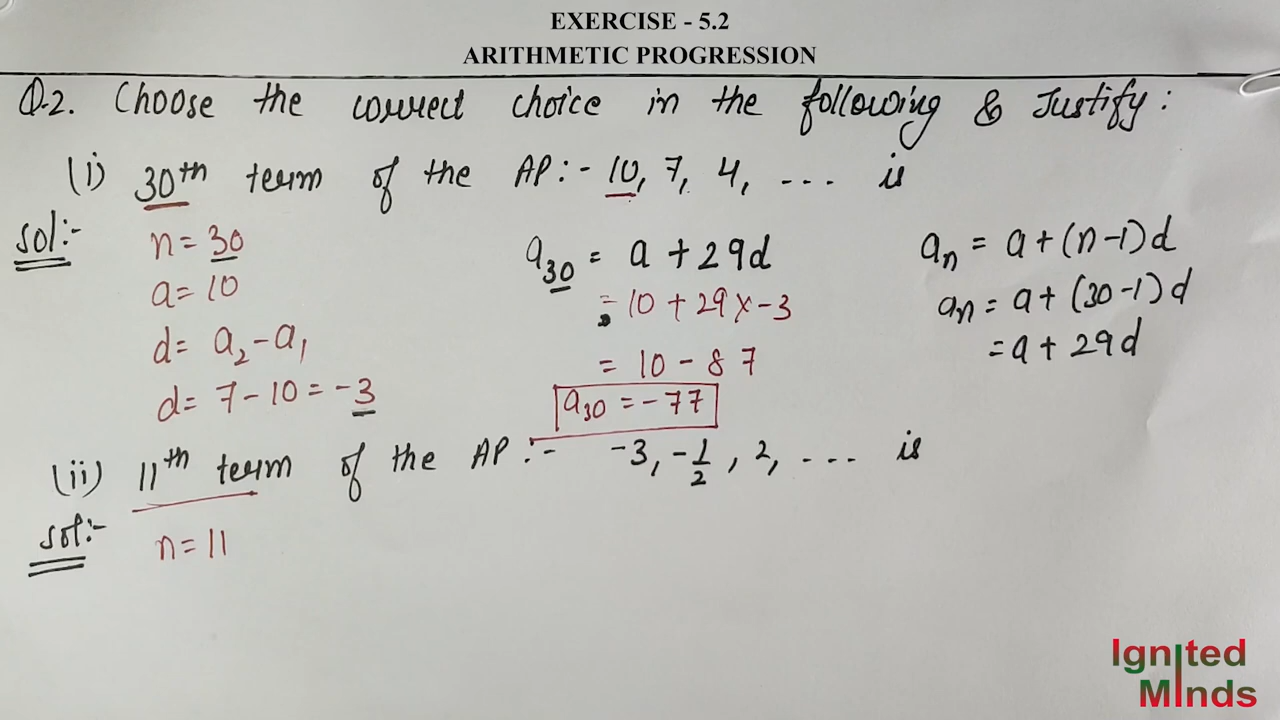 EXERCISE - 5.2
ARITHMETIC PROGRESSION
Q.2. Choose the correct choice in the following & Justify :
(i) 30th term of the AP :- 10, 7, 4, --- is
Sol:-
n = 30
a = 10
d = a2 - a1
d = 7 - 10 = -3
a30 = a + 29d
= 10 + 29 x -3
= 10 - 87
a30 = -77
an = a + (n-1)d
an = a + (30-1)d
= a + 29d
(ii) 11th term of the AP :- -3, -1/2, 2, --- is
Sol:-
n = 11
Ignited
Minds